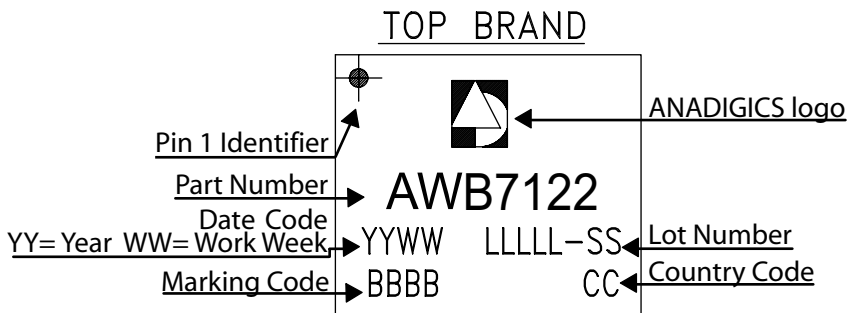 TOP BRAND
ANADIGICS logo
Pin 1 Identifier
Part Number
AWB7122
Date Code
YY= Year WW= Work Week
YYWW LLLLL-SS
Lot Number
Marking Code
BBBB CC
Country Code